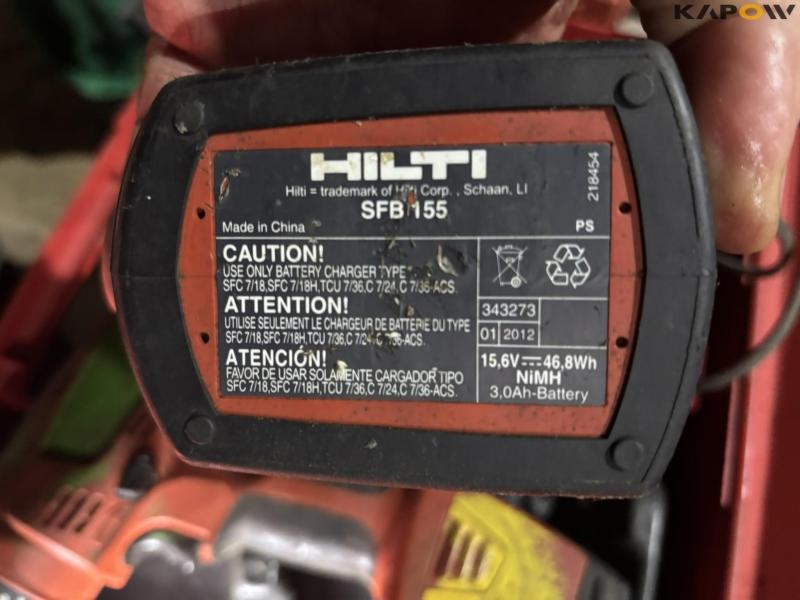 KAPOW
HILTI
Hilti = trademark of Hilti Corp., Schaan, LI
SFB 155
218454
Made in China
PS
CAUTION!
USE ONLY BATTERY CHARGER TYPE
SFC 7/18, SFC 7/18H, TCU 7/36, C 7/24, C 7/36-ACS.
ATTENTION!
UTILISE SEULEMENT LE CHARGEUR DE BATTERIE DU TYPE
SFC 7/18, SFC 7/18H, TCU 7/36, C 7/24, C 7/36-ACS.
ATENCION!
FAVOR DE USAR SOLAMENTE CARGADOR TIPO
SFC 7/18, SFC 7/18H, TCU 7/36, C 7/24, C 7/36-ACS.
343273
01 2012
15,6V⎓46,8Wh
NiMH
3,0Ah-Battery